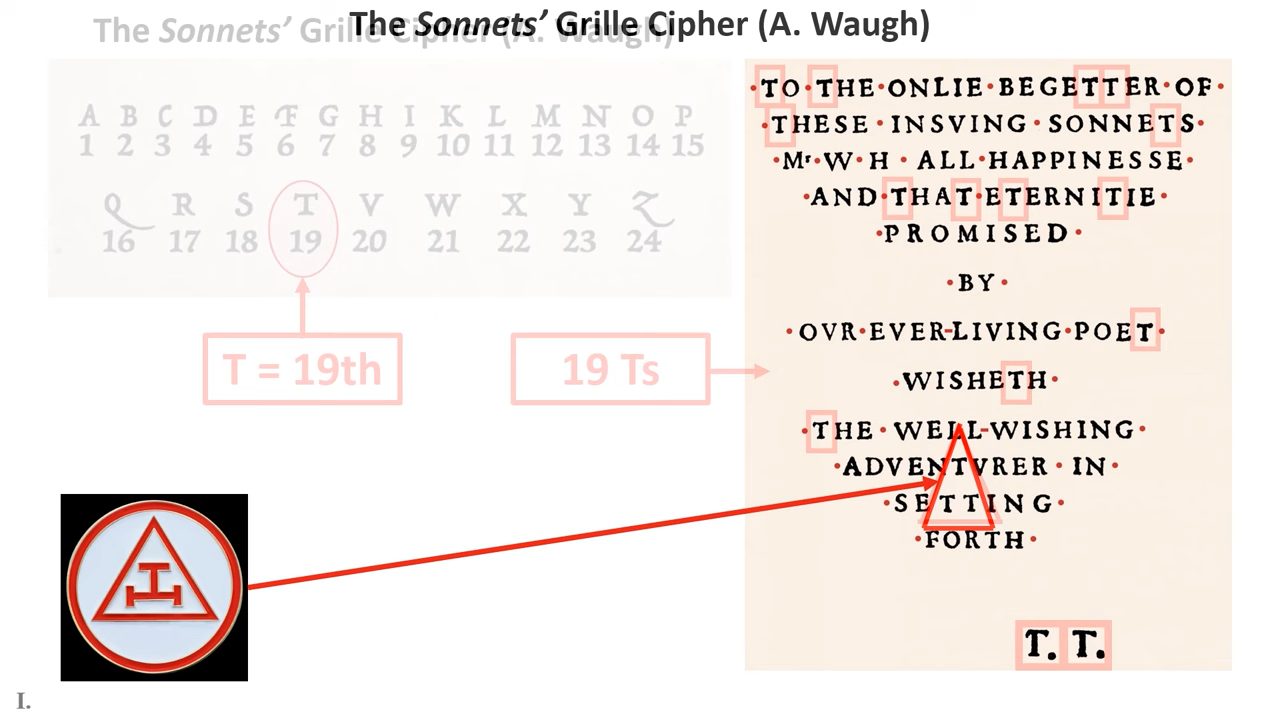 The Sonnets' Grille Cipher (A. Waugh)
The Sonnets' Grille Cipher (A. Waugh)
A B C D E F G H I K L M N O P
1 2 3 4 5 6 7 8 9 10 11 12 13 14 15
Q R S T V W X Y Z
16 17 18 19 20 21 22 23 24
T = 19th
19 Ts
·TO·THE·ONLIE·BEGETTER·OF·
·THESE·INSVING·SONNETS·
·Mr·W·H·ALL·HAPPINESSE·
·AND·THAT·ETERNITIE·
·PROMISED·
·BY·
·OVR·EVER-LIVING·POET·
·WISHETH·
·THE·WELL-WISHING·
·ADVENTVRER·IN·
·SETTING·
·FORTH·
T. T.
I.